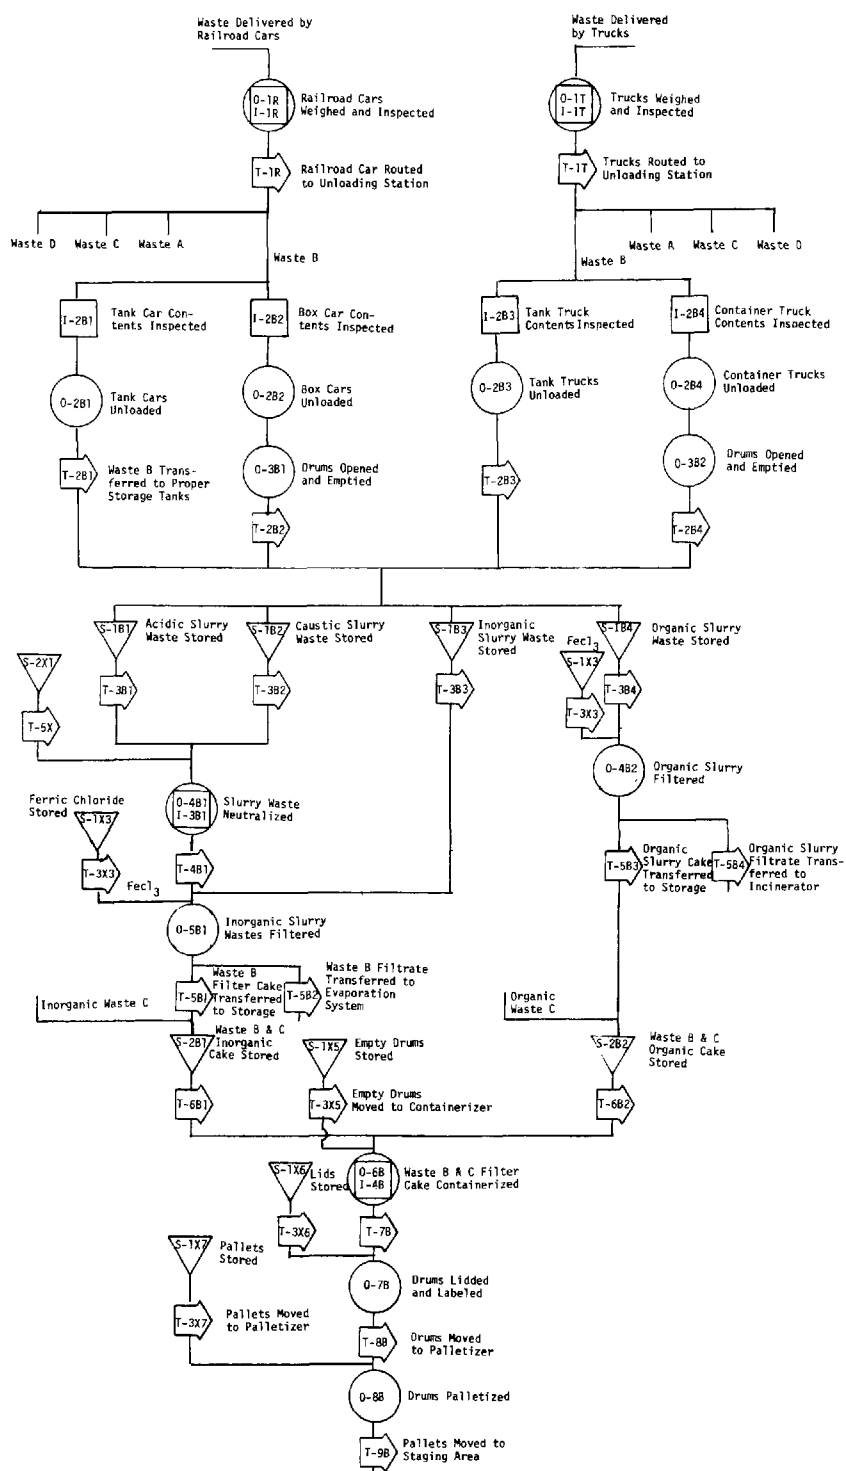 Waste Delivered by
Railroad Cars
Waste Delivered
by Trucks
O-1R
I-1R
Railroad Cars
Weighed and Inspected
O-1T
I-1T
Trucks Weighed
and Inspected
T-1R
Railroad Car Routed
to Unloading Station
T-1T
Trucks Routed to
Unloading Station
Waste D
Waste C
Waste A
Waste B
Waste B
Waste A
Waste C
Waste D
I-2B1
Tank Car Con-
tents Inspected
I-2B2
Box Car Con-
tents Inspected
I-2B3
Tank Truck
Contents Inspected
I-2B4
Container Truck
Contents Inspected
O-2B1
Tank Cars
Unloaded
O-2B2
Box Cars
Unloaded
O-2B3
Tank Trucks
Unloaded
O-2B4
Container Trucks
Unloaded
T-2B1
Waste B Trans-
ferred to Proper
Storage Tanks
O-3B1
Drums Opened
and Emptied
T-2B3
O-3B2
Drums Opened
and Emptied
T-2B2
T-2B4
S-1B1
Acidic Slurry
Waste Stored
S-1B2
Caustic Slurry
Waste Stored
S-1B3
Inorganic
Slurry Waste
Stored
S-1B4
Organic Slurry
Waste Stored
S-2X1
Fecl3
S-1X3
T-3B1
T-3B2
T-3B3
T-3B4
T-5X
T-3X3
O-4B2
Organic Slurry
Filtered
Ferric Chloride
Stored
S-1X3
O-4B1
I-3B1
Slurry Waste
Neutralized
T-3X3
Fecl3
T-4B1
T-5B3
Organic
Slurry Cake
Transferred
to Storage
T-5B4
Organic Slurry
Filtrate Trans-
ferred to
Incinerator
O-5B1
Inorganic Slurry
Wastes Filtered
Inorganic Waste C
T-5B1
Waste B
Filter Cake
Transferred
to Storage
T-5B2
Waste B Filtrate
Transferred to
Evaporation
System
Organic
Waste C
S-2B1
Waste B & C
Inorganic
Cake Stored
S-1X5
Empty Drums
Stored
S-2B2
Waste B & C
Organic Cake
Stored
T-6B1
T-3X5
Empty Drums
Moved to Containerizer
T-6B2
S-1X6
Lids
Stored
O-6B
I-4B
Waste B & C Filter
Cake Containerized
S-1X7
Pallets
Stored
T-3X6
T-7B
O-7B
Drums Lidded
and Labeled
T-3X7
Pallets Moved
to Palletizer
T-8B
Drums Moved
to Palletizer
O-8B
Drums Palletized
T-9B
Pallets Moved to
Staging Area